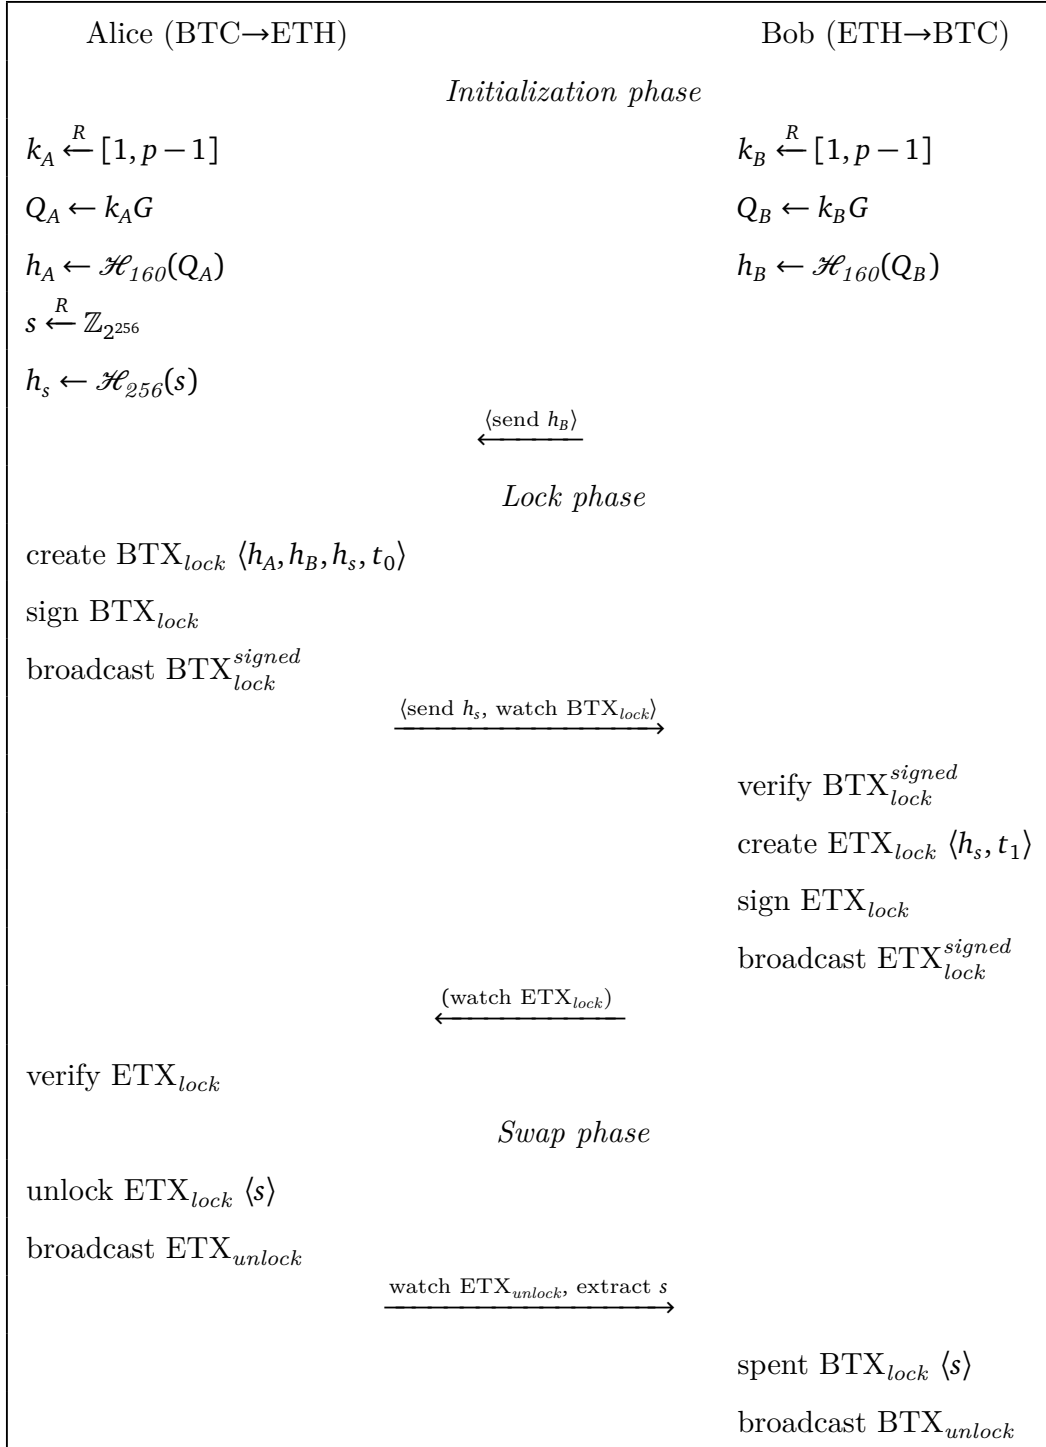 Alice (BTC→ETH) Bob (ETH→BTC)
Initialization phase
k_A ←^R [1, p − 1] k_B ←^R [1, p − 1]
Q_A ← k_A G Q_B ← k_B G
h_A ← ℋ_160(Q_A) h_B ← ℋ_160(Q_B)
s ←^R ℤ_{2^256}
h_s ← ℋ_256(s)
⟨send h_B⟩
Lock phase
create BTX_lock ⟨h_A, h_B, h_s, t_0⟩
sign BTX_lock
broadcast BTX_lock^signed
⟨send h_s, watch BTX_lock⟩
verify BTX_lock^signed
create ETX_lock ⟨h_s, t_1⟩
sign ETX_lock
broadcast ETX_lock^signed
(watch ETX_lock)
verify ETX_lock
Swap phase
unlock ETX_lock ⟨s⟩
broadcast ETX_unlock
watch ETX_unlock, extract s
spent BTX_lock ⟨s⟩
broadcast BTX_unlock